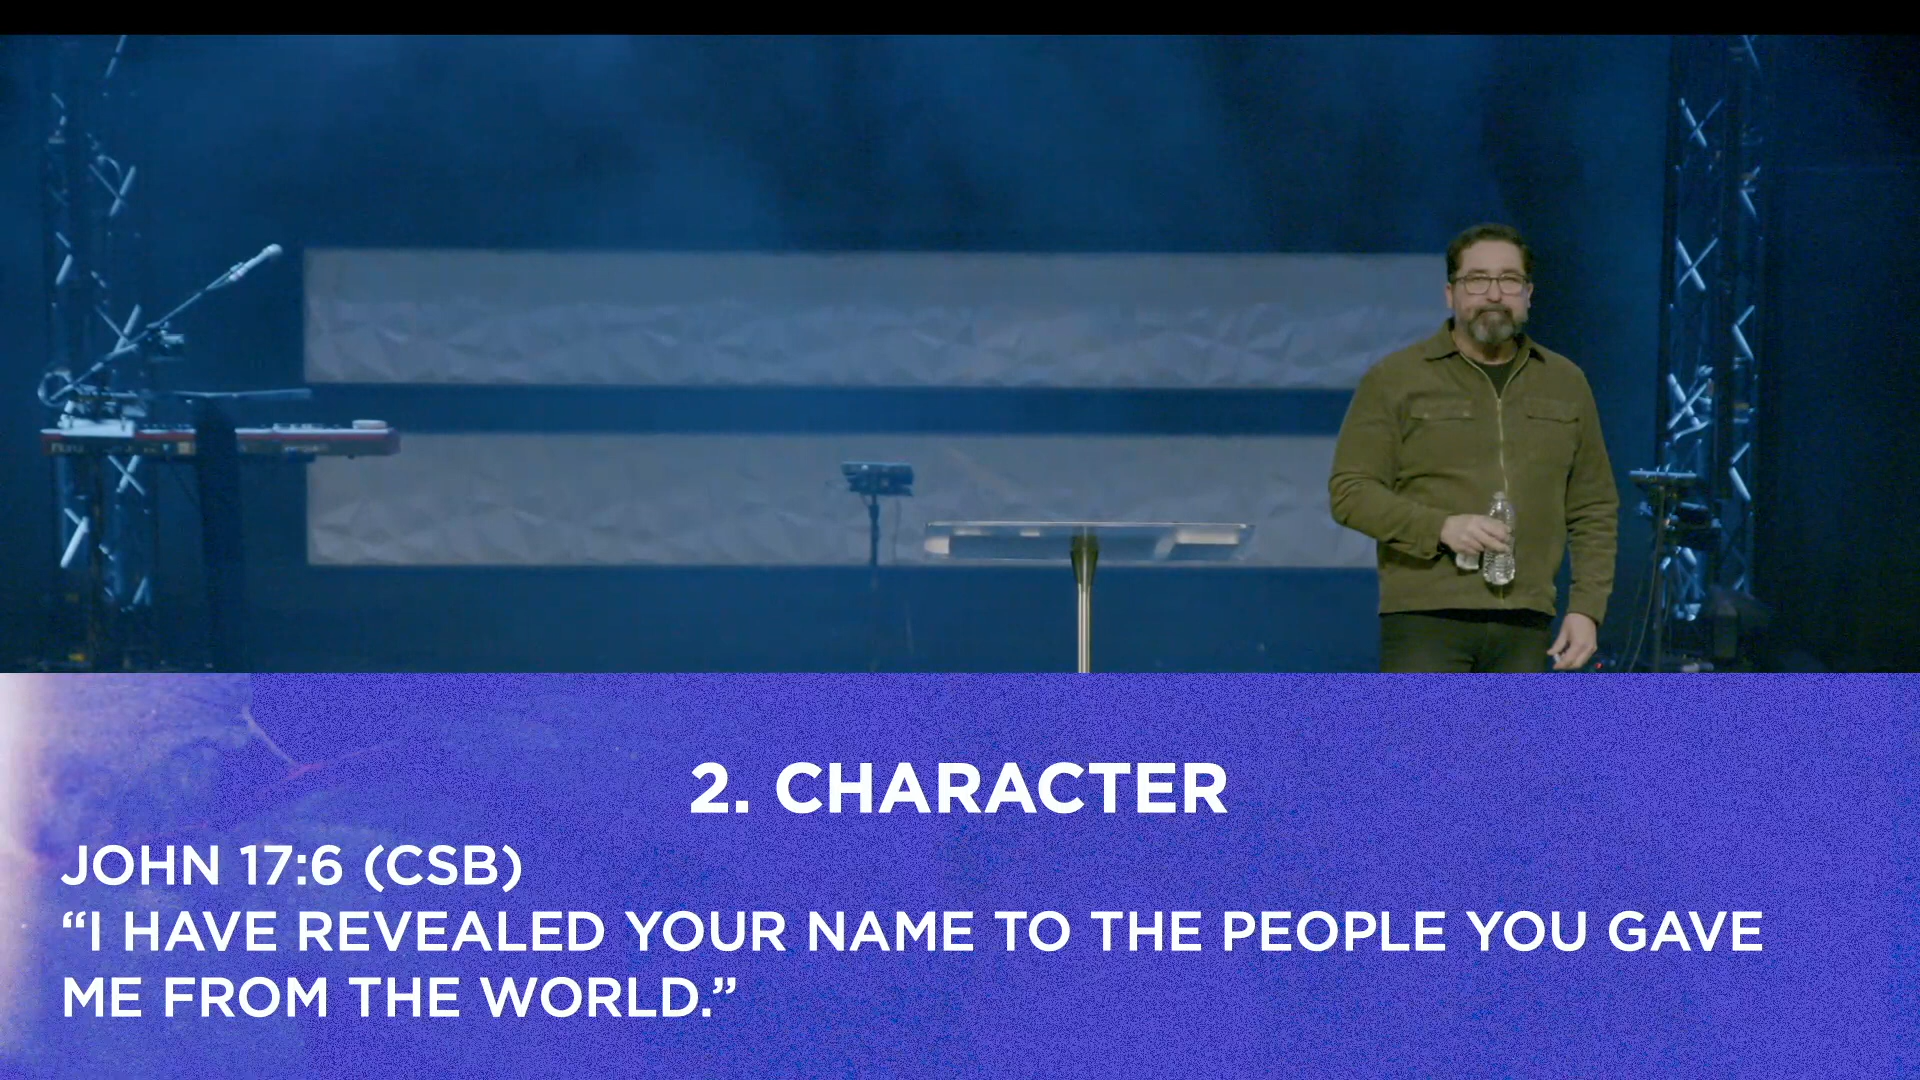 2. CHARACTER
JOHN 17:6 (CSB)
“I HAVE REVEALED YOUR NAME TO THE PEOPLE YOU GAVE
ME FROM THE WORLD.”